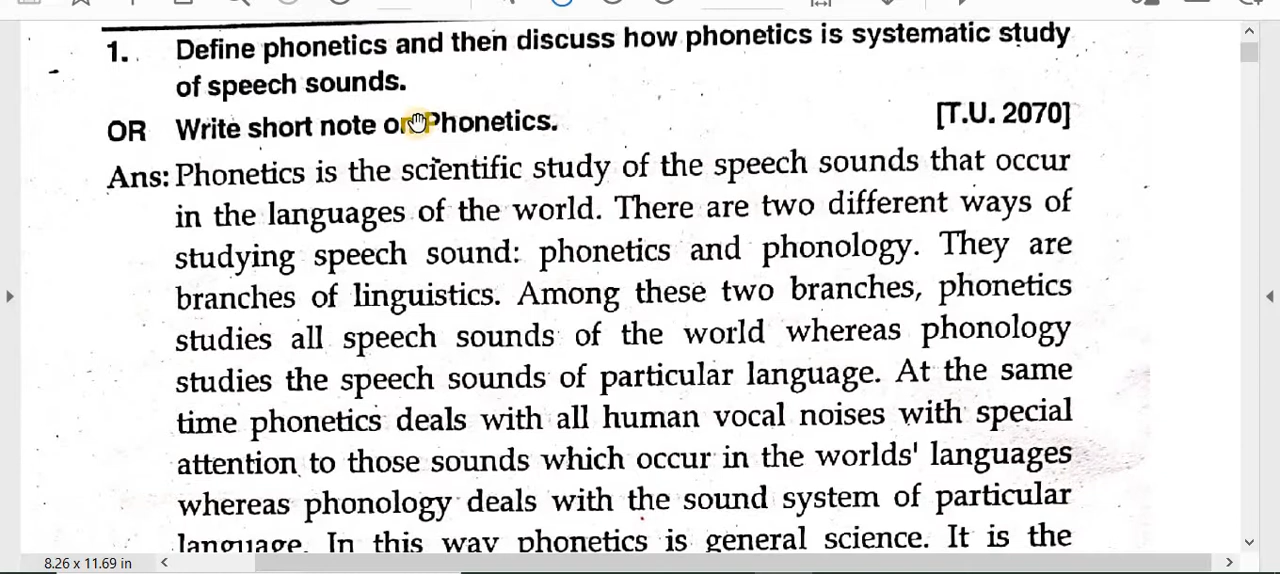 1. Define phonetics and then discuss how phonetics is systematic study
of speech sounds.
OR Write short note on Phonetics. [T.U. 2070]
Ans: Phonetics is the scientific study of the speech sounds that occur
in the languages of the world. There are two different ways of
studying speech sound: phonetics and phonology. They are
branches of linguistics. Among these two branches, phonetics
studies all speech sounds of the world whereas phonology
studies the speech sounds of particular language. At the same
time phonetics deals with all human vocal noises with special
attention to those sounds which occur in the worlds' languages
whereas phonology deals with the sound system of particular
language. In this way phonetics is general science. It is the
8.26 x 11.69 in